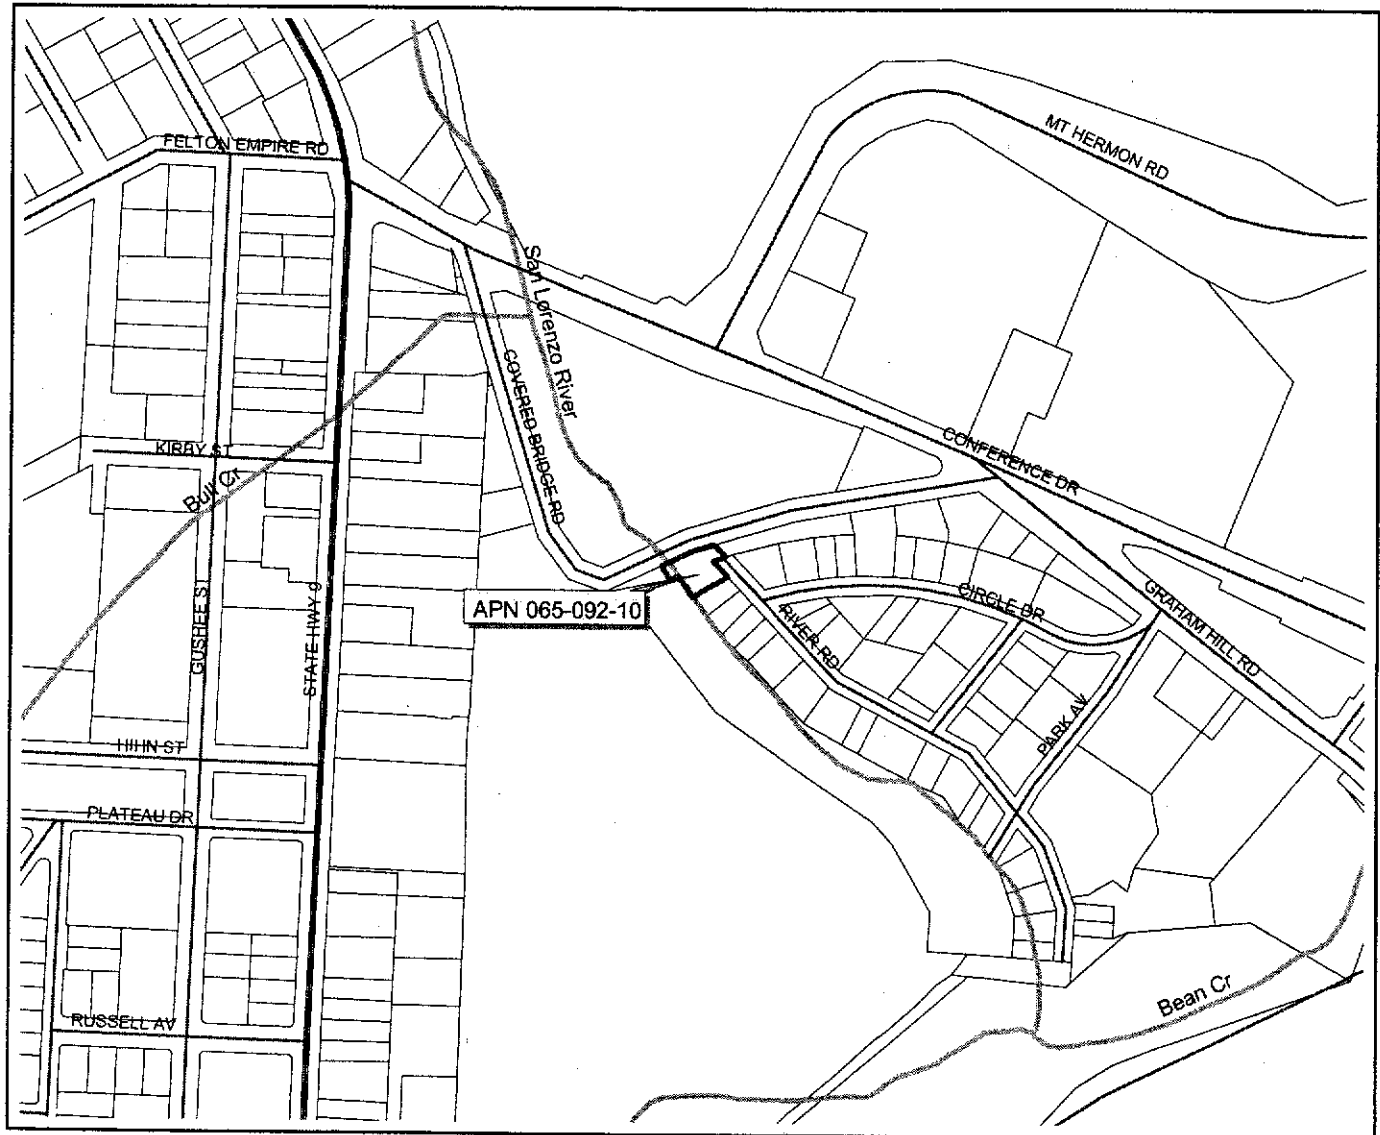 MT HERMON RD
FELTON EMPIRE RD
San Lorenzo River
COVERED BRIDGE RD
CONFERENCE DR
KIRBY ST
Bull Cr
GUSHEE ST
STATE HWY 9
APN 065-092-10
CIRCLE DR
RIVER RD
GRAHAM HILL RD
PARK AV
HIHN ST
PLATEAU DR
Bean Cr
RUSSELL AV